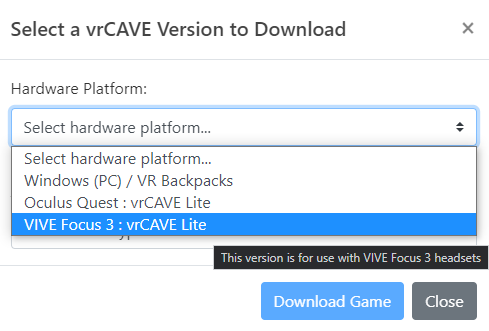 Select a vrCAVE Version to Download
×
Hardware Platform:
Select hardware platform...
Select hardware platform...
Windows (PC) / VR Backpacks
Oculus Quest : vrCAVE Lite
VIVE Focus 3 : vrCAVE Lite
This version is for use with VIVE Focus 3 headsets
Download Game
Close